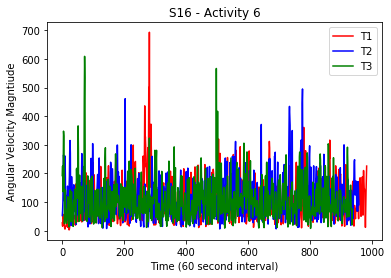 S16 - Activity 6
T1
T2
T3
Angular Velocity Magntiude
700
600
500
400
300
200
100
0
0
200
400
600
800
1000
Time (60 second interval)